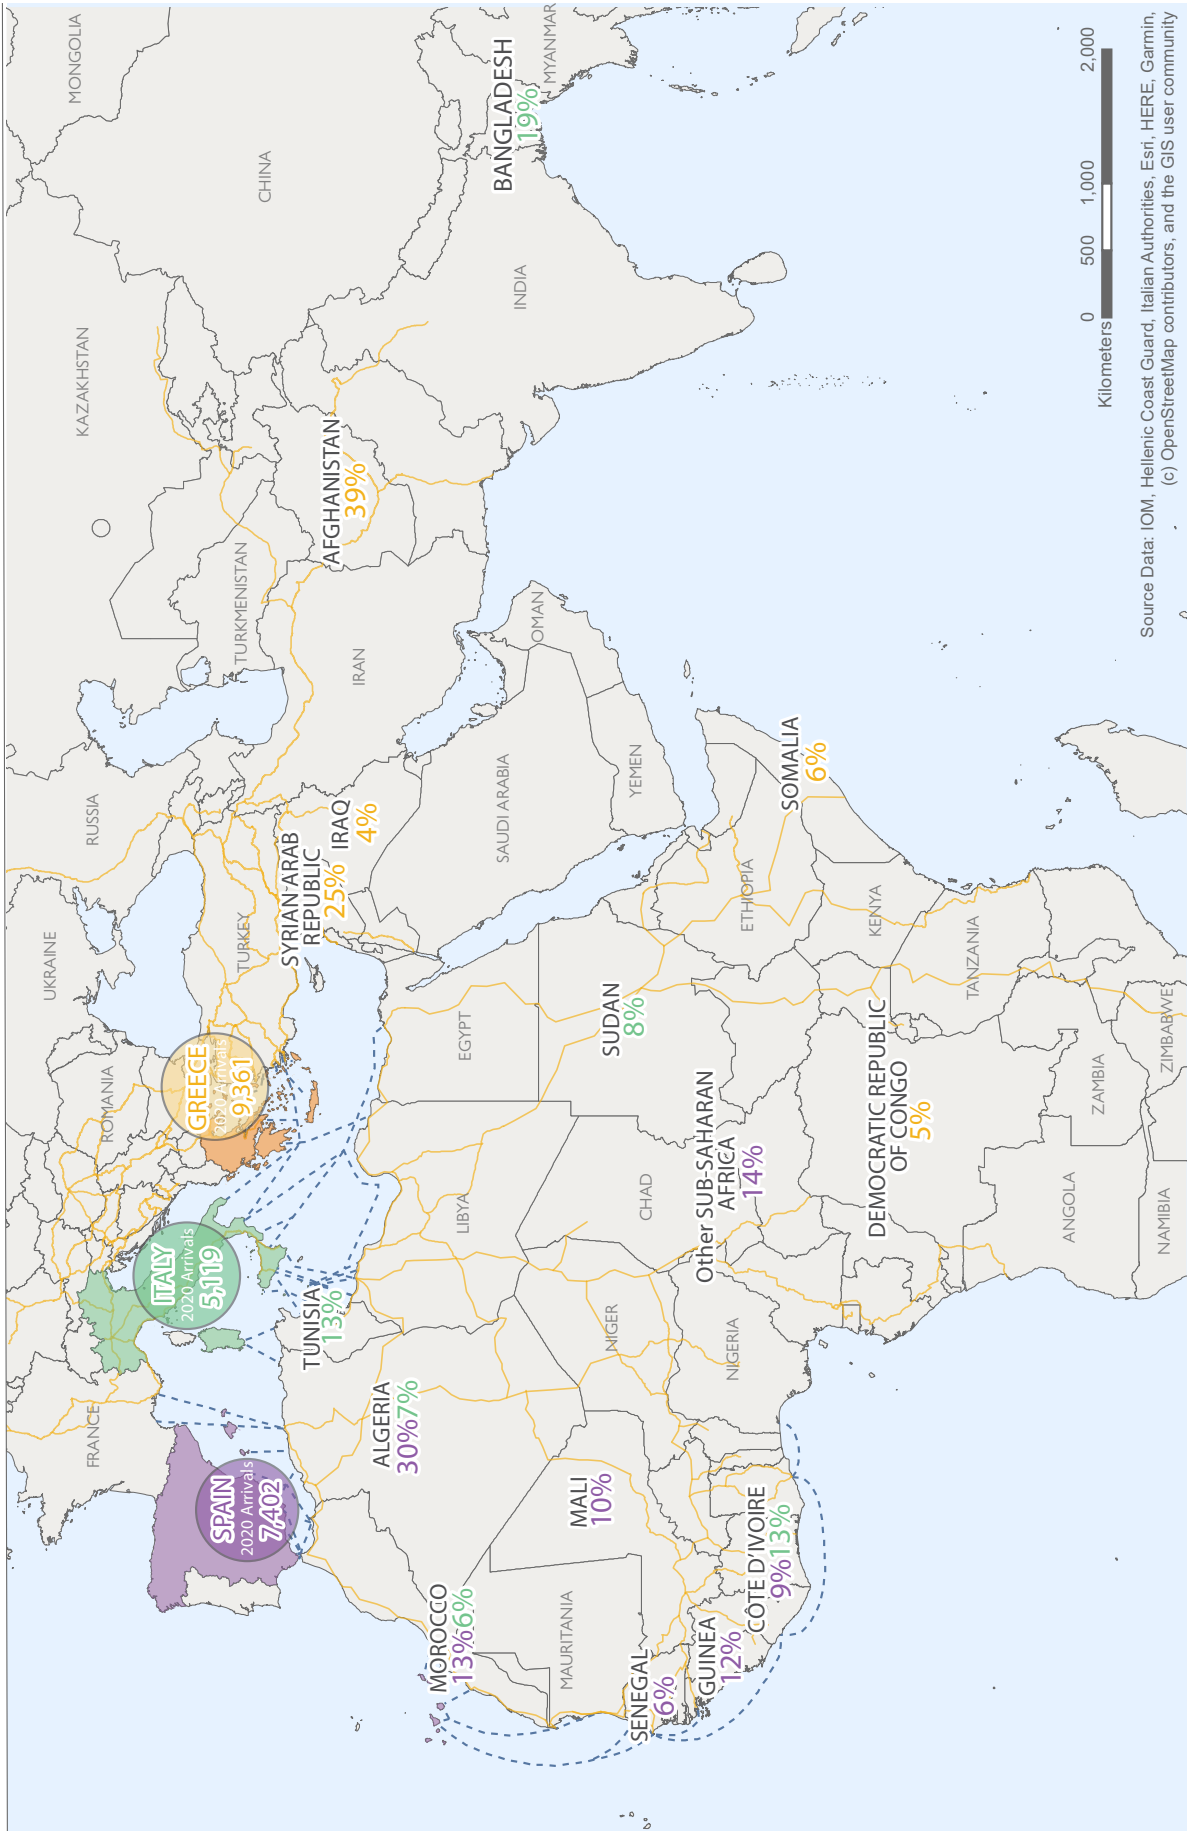 MONGOLIA
KAZAKHSTAN
RUSSIA
UKRAINE
CHINA
ROMANIA
FRANCE
GREECE
2020 Arrivals
9,361
ITALY
2020 Arrivals
5,119
SPAIN
2020 Arrivals
7,402
TURKEY
TURKMENISTAN
SYRIAN ARAB
REPUBLIC
25%
IRAQ
4%
IRAN
AFGHANISTAN
39%
INDIA
BANGLADESH
19%
MYANMAR
TUNISIA
13%
ALGERIA
30%7%
MOROCCO
13%6%
LIBYA
EGYPT
SAUDI ARABIA
OMAN
YEMEN
MAURITANIA
MALI
10%
NIGER
CHAD
SUDAN
8%
SENEGAL
6%
GUINEA
12%
CÔTE D'IVOIRE
9%13%
NIGERIA
Other SUB-SAHARAN
AFRICA
14%
ETHIOPIA
SOMALIA
6%
KENYA
DEMOCRATIC REPUBLIC
OF CONGO
5%
TANZANIA
ANGOLA
ZAMBIA
NAMIBIA
ZIMBABWE
0 500 1,000 2,000
Kilometers
Source Data: IOM, Hellenic Coast Guard, Italian Authorities, Esri, HERE, Garmin,
(c) OpenStreetMap contributors, and the GIS user community